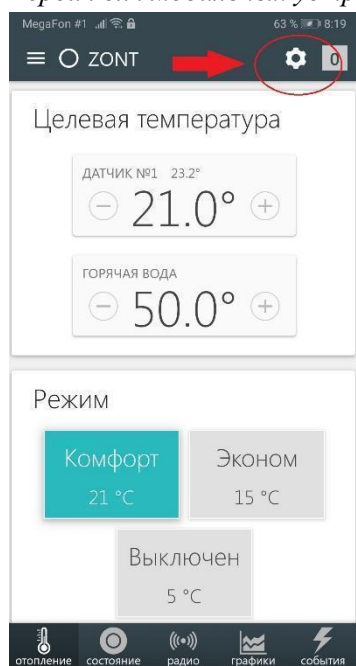 MegaFon #1 63 % 8:19
ZONT 0
Целевая температура
ДАТЧИК №1 23.2°
21.0°
ГОРЯЧАЯ ВОДА
50.0°
Режим
Комфорт Эконом
21 °C 15 °C
Выключен
5 °C
отопление состояние радио графики события